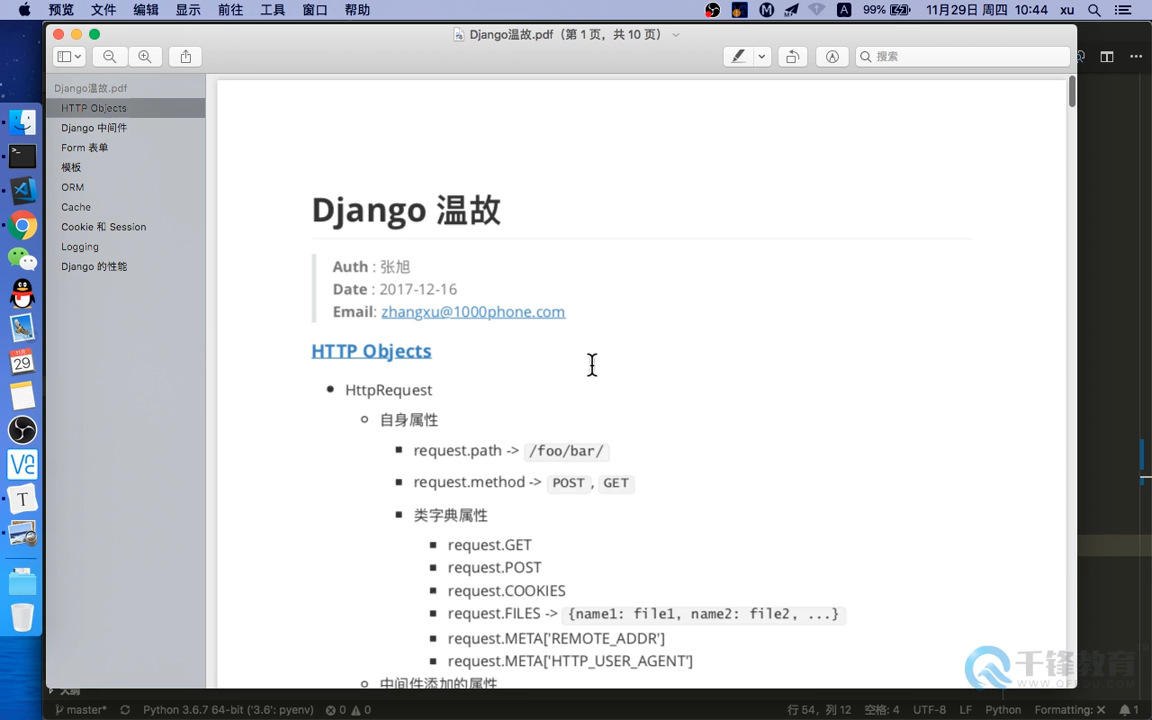 预览 文件 编辑 显示 前往 工具 窗口 帮助 99% 11月29日 周四 10:44 xu
Django温故.pdf（第 1 页，共 10 页）
搜索
Django温故.pdf
HTTP Objects
Django 中间件
Form 表单
模板
ORM
Cache
Cookie 和 Session
Logging
Django 的性能
Django 温故
Auth : 张旭
Date : 2017-12-16
Email: zhangxu@1000phone.com
HTTP Objects
HttpRequest
自身属性
request.path -> /foo/bar/
request.method -> POST, GET
类字典属性
request.GET
request.POST
request.COOKIES
request.FILES -> {name1: file1, name2: file2, ...}
request.META['REMOTE_ADDR']
request.META['HTTP_USER_AGENT']
中间件添加的属性
千锋教育
WWW.QFEDU.COM
大纲
master* Python 3.6.7 64-bit ('3.6': pyenv) 0 0 行 54，列 12 空格: 4 UTF-8 LF Python Formatting: ✕ 1